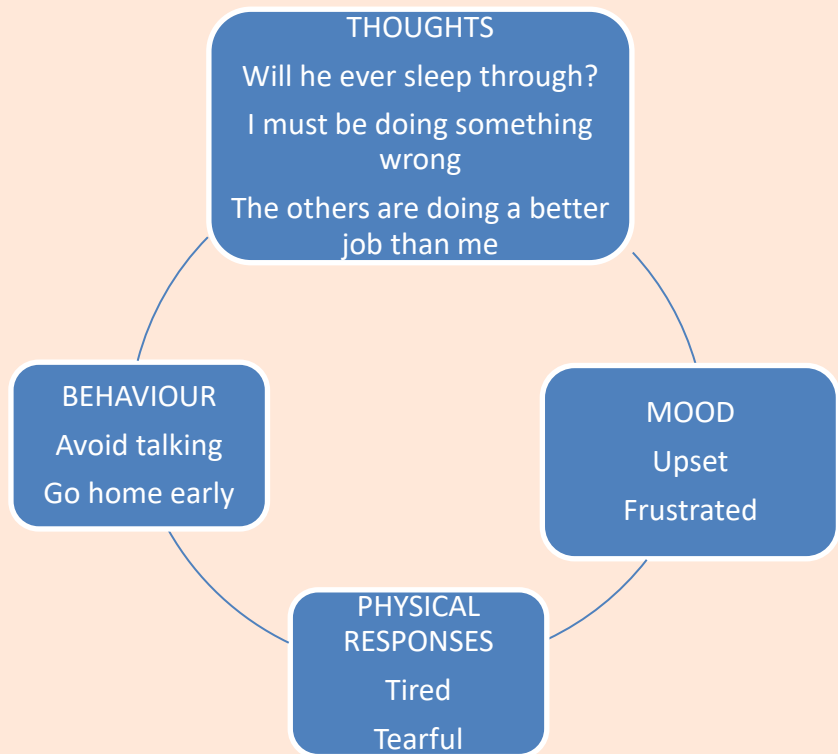 THOUGHTS
Will he ever sleep through?
I must be doing something
wrong
The others are doing a better
job than me
BEHAVIOUR
Avoid talking
Go home early
MOOD
Upset
Frustrated
PHYSICAL
RESPONSES
Tired
Tearful